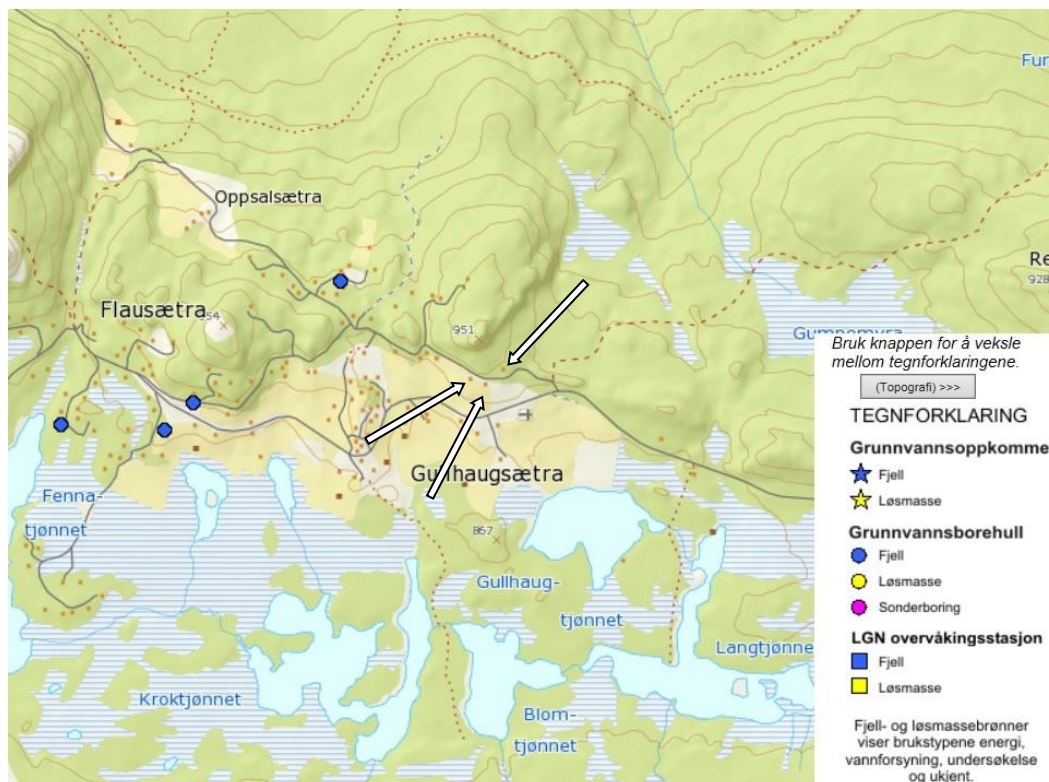 Fur
Oppsalsætra
Flausætra
54
951
Re
928
Gumpemyra
Gullhaugsætra
Fenna-
tjønnet
867
Gullhaug-
tjønnet
Langtjønne
Kroktjønnet
Blom-
tjønnet
Bruk knappen for å veksle
mellom tegnforklaringene.
(Topografi) >>>
TEGNFORKLARING
Grunnvannsoppkomme
Fjell
Løsmasse
Grunnvannsborehull
Fjell
Løsmasse
Sonderboring
LGN overvåkingsstasjon
Fjell
Løsmasse
Fjell- og løsmassebrønner
viser brukstypene energi,
vannforsyning, undersøkelse
og ukjent.